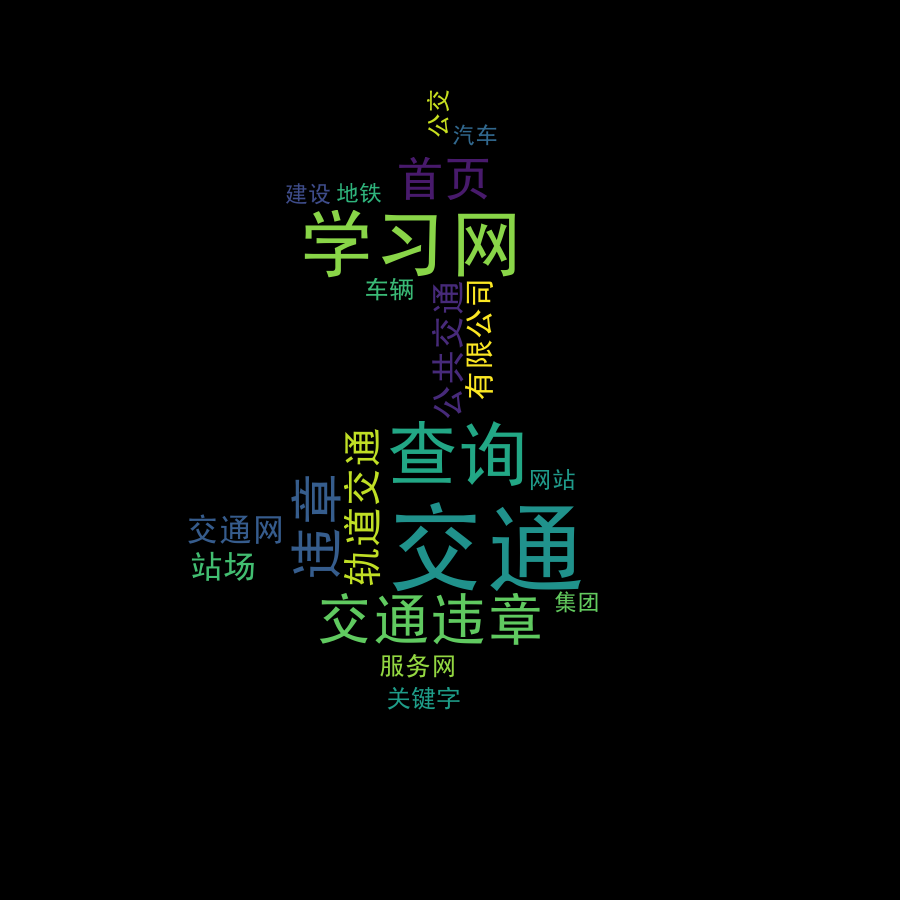 公交
汽车
首页
建设
地铁
学习网
车辆
公共交通
有限公司
查询
网站
轨道交通
违章
交通网
交通
站场
交通违章
集团
服务网
关键字